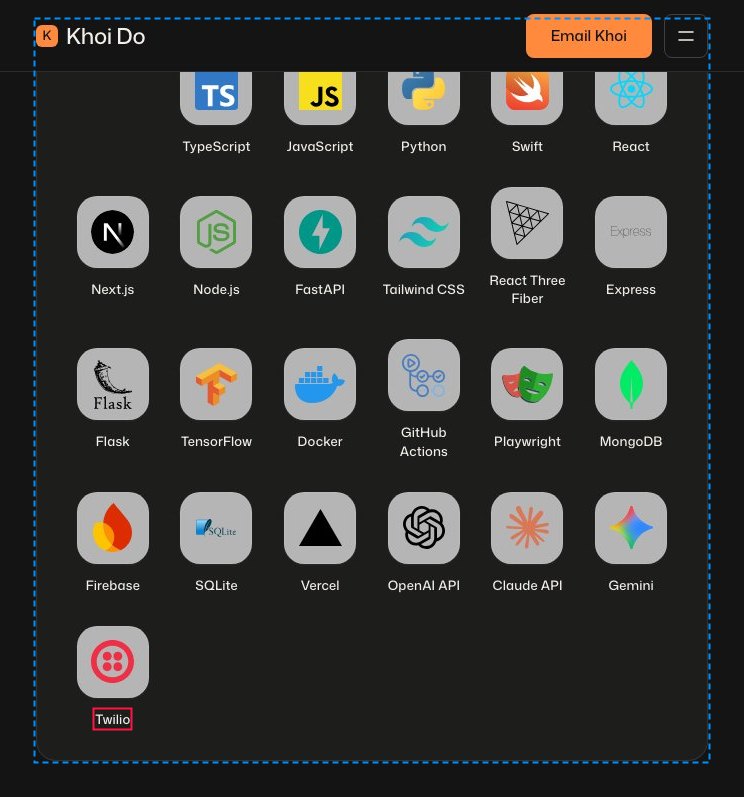 K Khoi Do
Email Khoi
TS
JS
TypeScript
JavaScript
Python
Swift
React
N
JS
Express
Next.js
Node.js
FastAPI
Tailwind CSS
React Three
Fiber
Express
Flask
Flask
TensorFlow
Docker
GitHub
Actions
Playwright
MongoDB
SQLite
Firebase
SQLite
Vercel
OpenAI API
Claude API
Gemini
Twilio